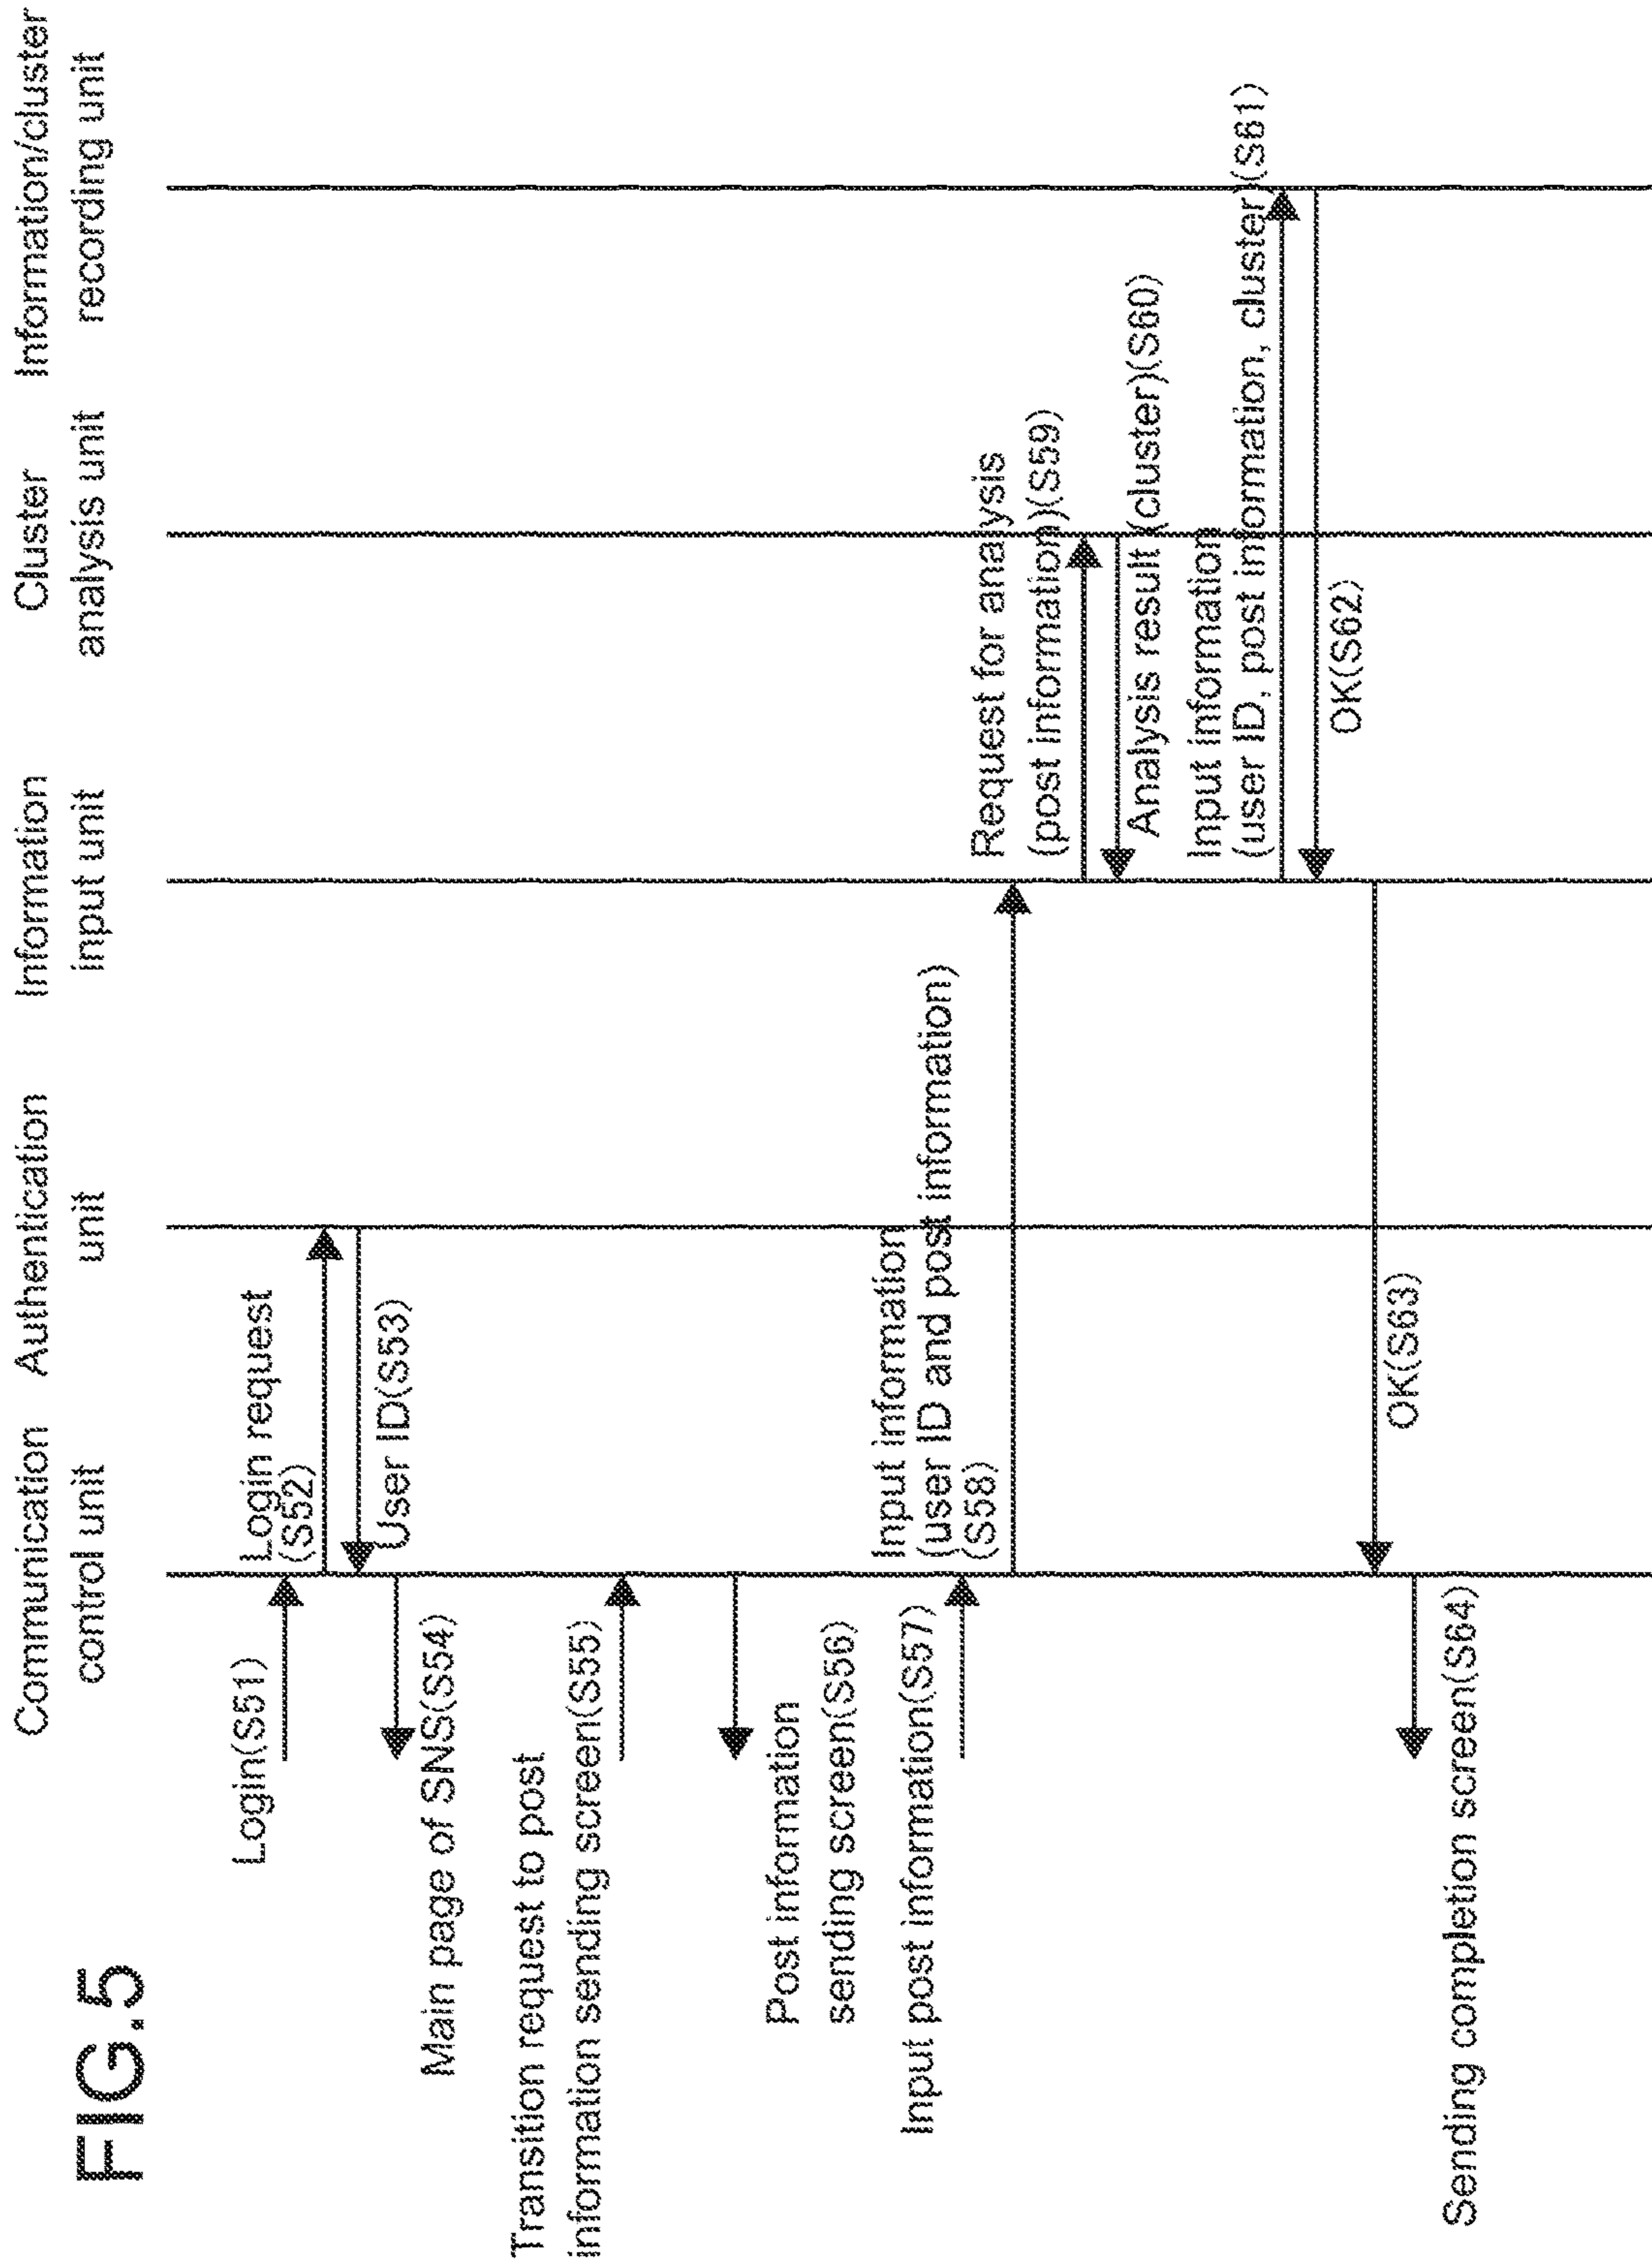 FIG.5
Communication
control unit
Authentication
unit
Information
input unit
Cluster
analysis unit
Information/cluster
recording unit
Login(S51)
Login request
(S52)
User ID(S53)
Main page of SNS(S54)
Transition request to post
information sending screen(S55)
Post information
sending screen(S56)
Input post information(S57)
Input information
(user ID and post information)
(S58)
Request for analysis
(post information)(S59)
Analysis result (cluster)(S60)
Input information
(user ID, post information, cluster)(S61)
OK(S62)
OK(S63)
Sending completion screen(S64)